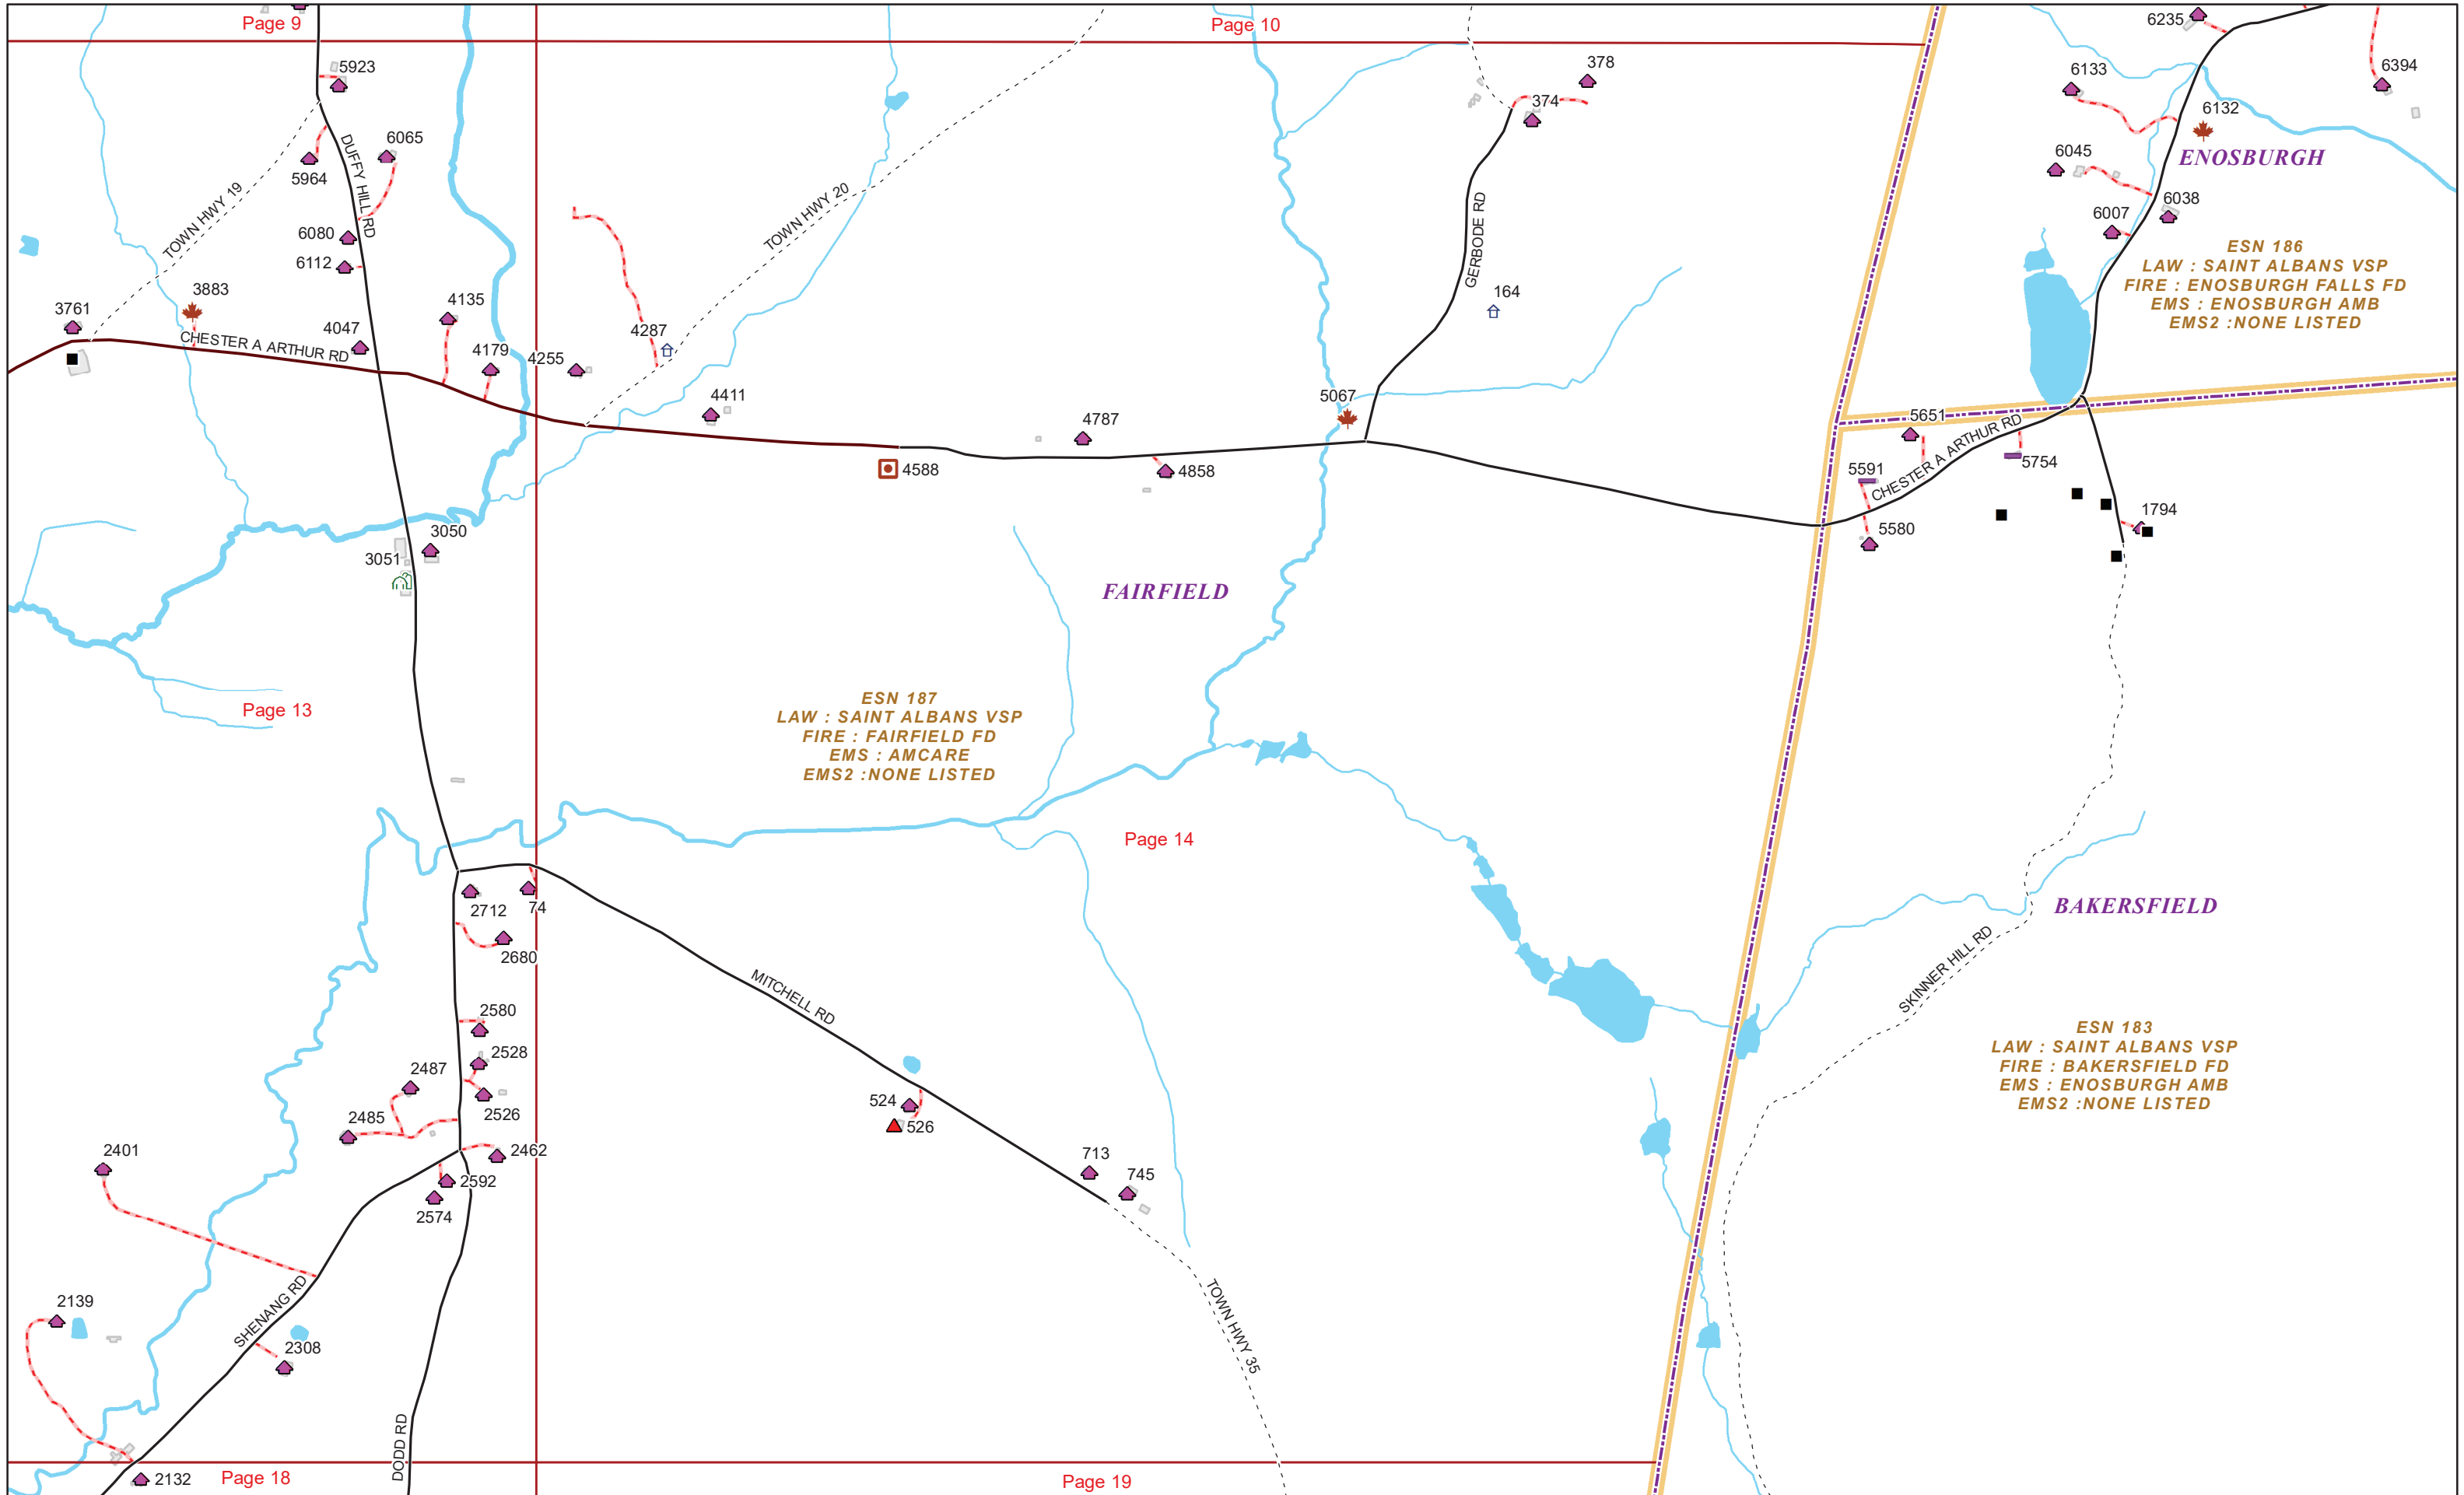 Page 9
Page 10
6235
5923
378
6133
6394
374
6132
DUFFY HILL RD
6065
ENOSBURGH
6045
5964
TOWN HWY 19
TOWN HWY 20
GERBODE RD
6038
6007
6080
6112
ESN 186
LAW : SAINT ALBANS VSP
FIRE : ENOSBURGH FALLS FD
EMS : ENOSBURGH AMB
EMS2 :NONE LISTED
3883
3761
4135
164
4047
4287
CHESTER A ARTHUR RD
4179
4255
4411
5067
4787
5651
CHESTER A ARTHUR RD
4588
4858
5591
5754
1794
5580
3050
3051
FAIRFIELD
ESN 187
LAW : SAINT ALBANS VSP
FIRE : FAIRFIELD FD
EMS : AMCARE
EMS2 :NONE LISTED
Page 13
Page 14
2712
74
BAKERSFIELD
2680
SKINNER HILL RD
MITCHELL RD
2580
ESN 183
LAW : SAINT ALBANS VSP
FIRE : BAKERSFIELD FD
EMS : ENOSBURGH AMB
EMS2 :NONE LISTED
2528
2487
2526
524
526
2485
2401
2462
713
745
2592
2574
TOWN HWY 35
2139
SHENANG RD
2308
DODD RD
2132
Page 18
Page 19